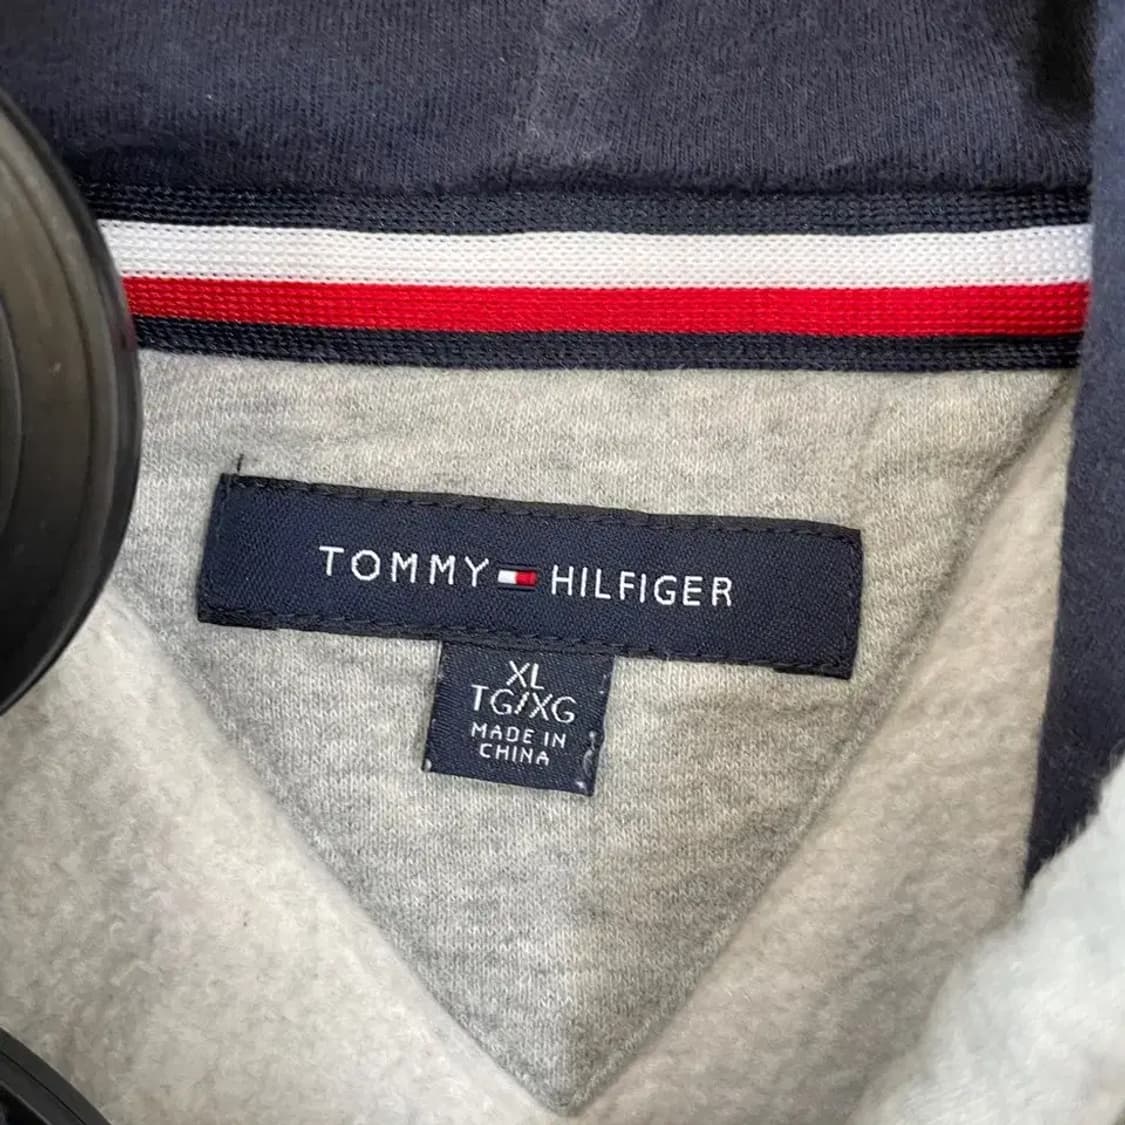 TOMMY HILFIGER
XL
TG/XG
MADE IN
CHINA